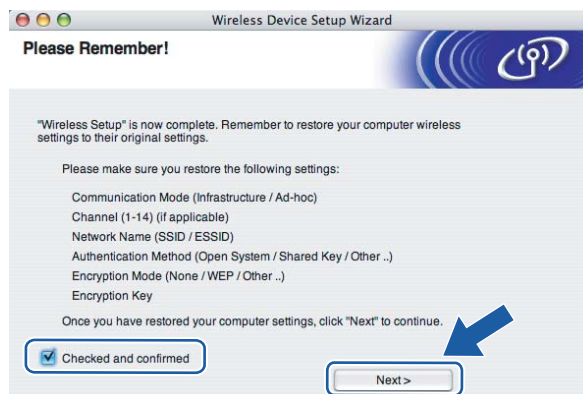 Wireless Device Setup Wizard
Please Remember!
"Wireless Setup" is now complete. Remember to restore your computer wireless
settings to their original settings.
Please make sure you restore the following settings:
Communication Mode (Infrastructure / Ad-hoc)
Channel (1-14) (if applicable)
Network Name (SSID / ESSID)
Authentication Method (Open System / Shared Key / Other ..)
Encryption Mode (None / WEP / Other ..)
Encryption Key
Once you have restored your computer settings, click "Next" to continue.
Checked and confirmed
Next >